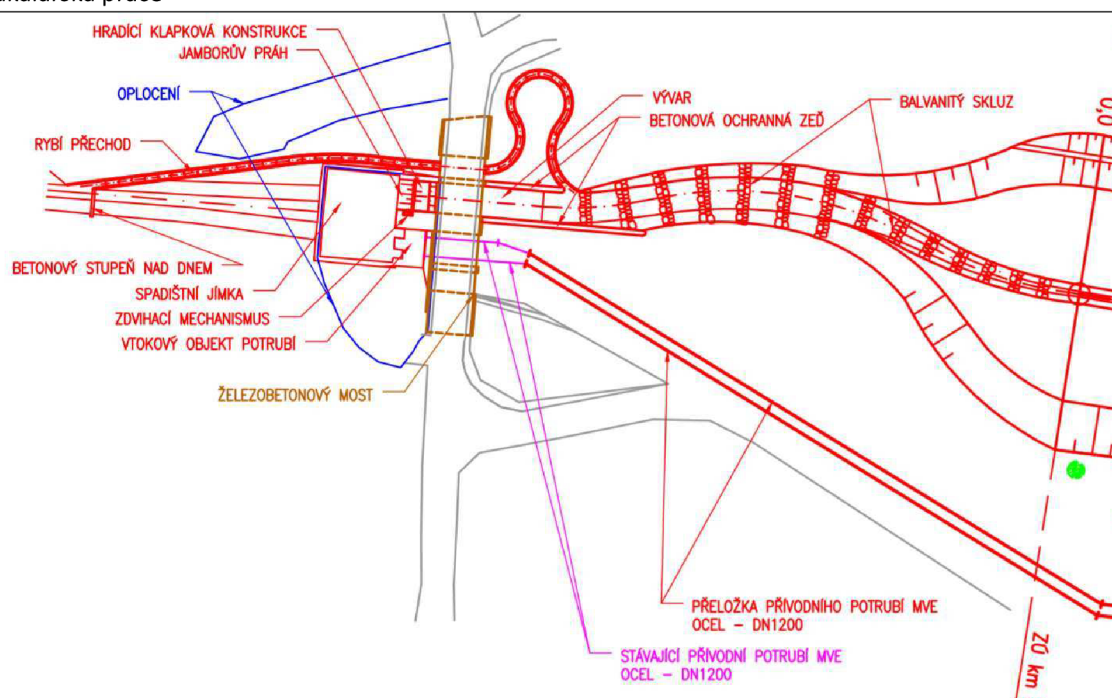 HRADÍCÍ KLAPKOVÁ KONSTRUKCE
JAMBORŮV PRÁH
OPLOCENÍ
RYBÍ PŘECHOD
VÝVAR
BETONOVÁ OCHRANNÁ ZEĎ
BALVANITÝ SKLUZ
0,0
BETONOVÝ STUPEŇ NAD DNEM
SPADIŠTNÍ JÍMKA
ZDVIHACÍ MECHANISMUS
VTOKOVÝ OBJEKT POTRUBÍ
ŽELEZOBETONOVÝ MOST
PŘELOŽKA PŘÍVODNÍHO POTRUBÍ MVE
OCEL – DN1200
STÁVAJÍCÍ PŘÍVODNÍ POTRUBÍ MVE
OCEL – DN1200
ZÚ km